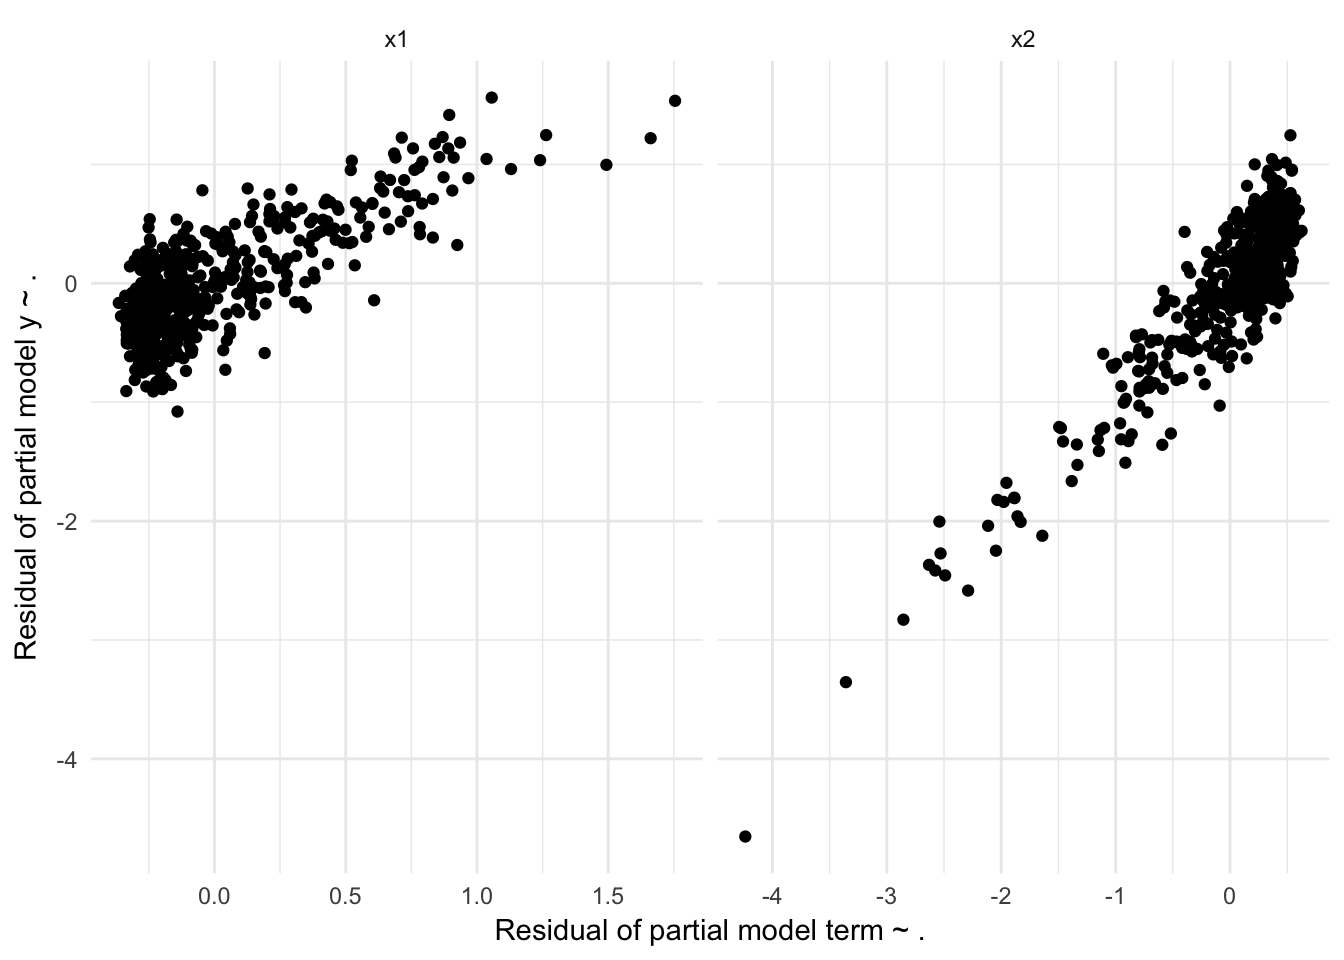 x1
x2
Residual of partial model y ~ .
0
-2
-4
0.0 0.5 1.0 1.5
-4 -3 -2 -1 0
Residual of partial model term ~ .